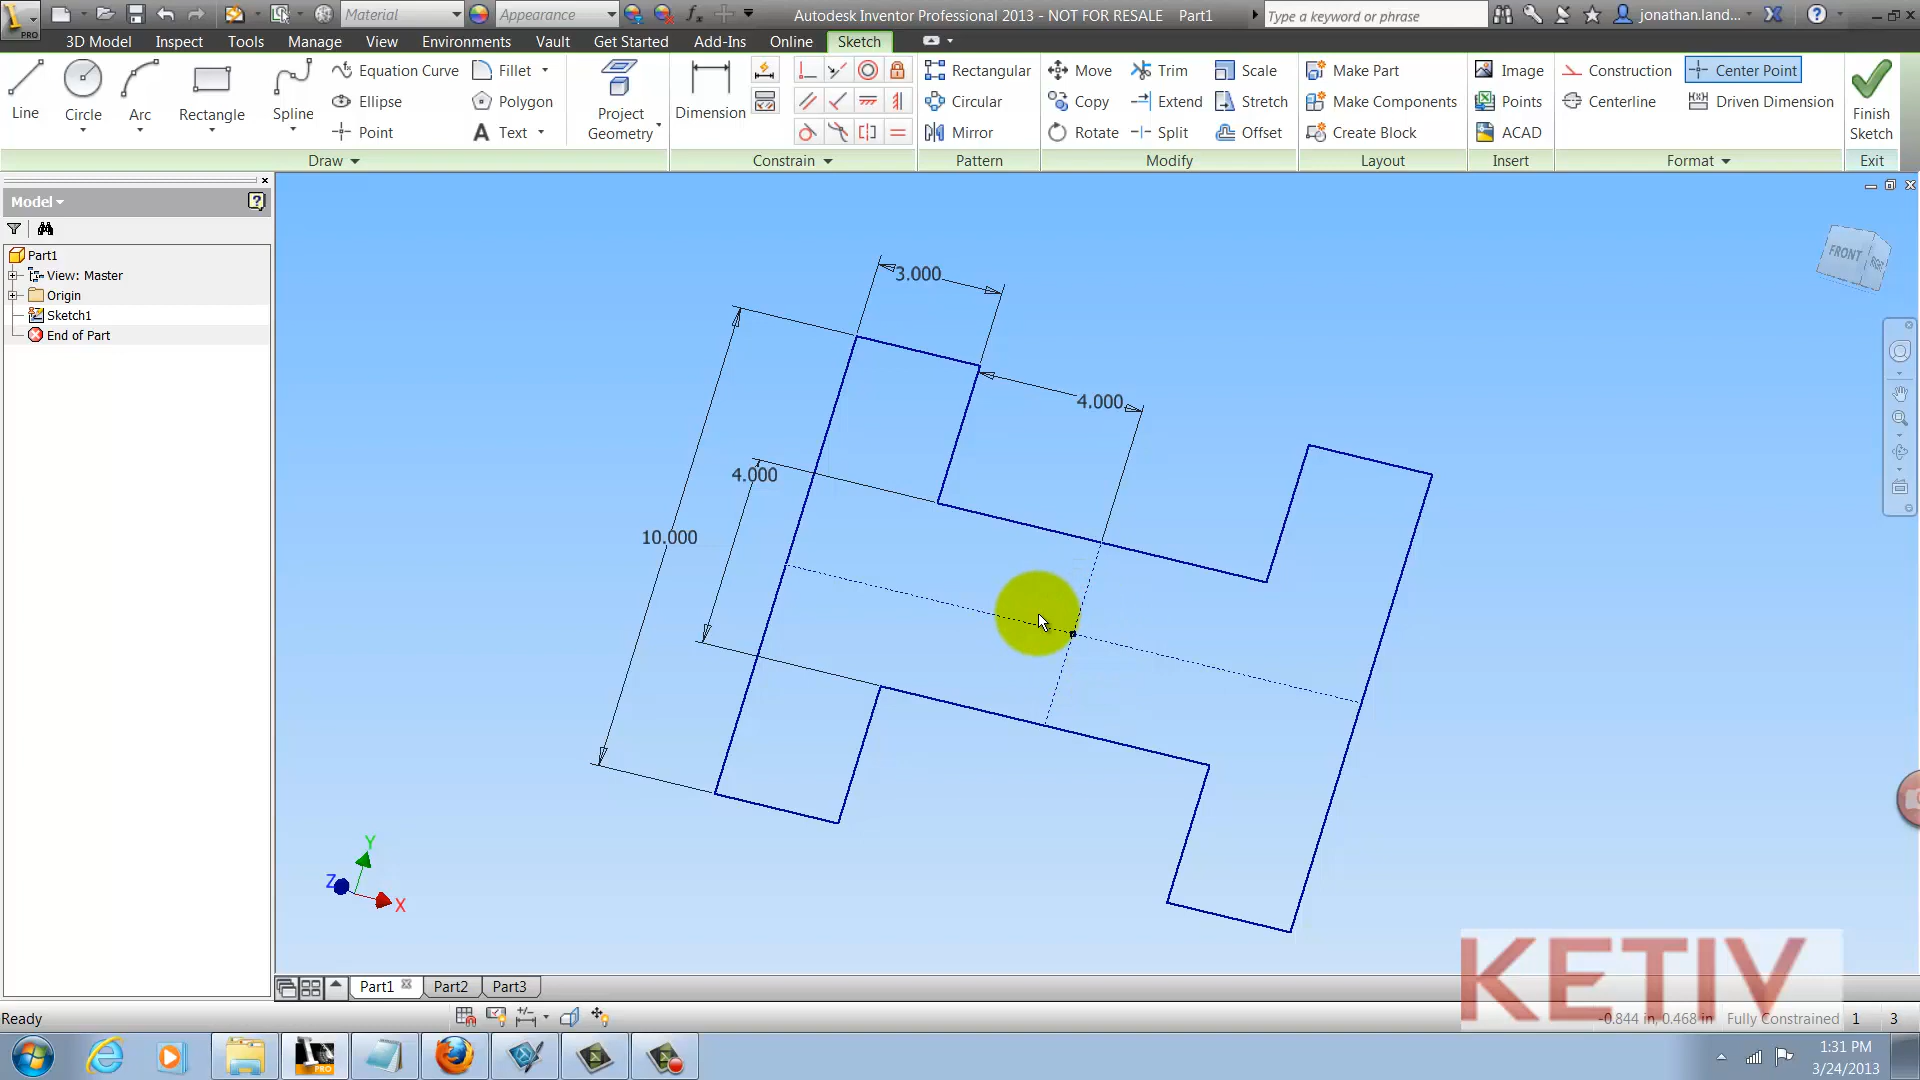 PRO
Material
Appearance
Autodesk Inventor Professional 2013 - NOT FOR RESALE Part1
Type a keyword or phrase
jonathan.land...
3D Model Inspect Tools Manage View Environments Vault Get Started Add-Ins Online Sketch
Line
Circle
Arc
Rectangle
Spline
Equation Curve
Ellipse
Point
Fillet
Polygon
Text
Project
Geometry
Dimension
Rectangular
Circular
Mirror
Move
Copy
Rotate
Trim
Extend
Split
Scale
Stretch
Offset
Make Part
Make Components
Create Block
Image
Points
ACAD
Construction
Centerline
Center Point
Driven Dimension
Finish
Sketch
Draw
Constrain
Pattern
Modify
Layout
Insert
Format
Exit
Model
Part1
View: Master
Origin
Sketch1
End of Part
FRONT
3.000
4.000
4.000
10.000
Y
Z
X
KETIV
Part1
Part2
Part3
Ready
-0.844 in, 0.468 in Fully Constrained 1 3
PRO
1:31 PM
3/24/2013